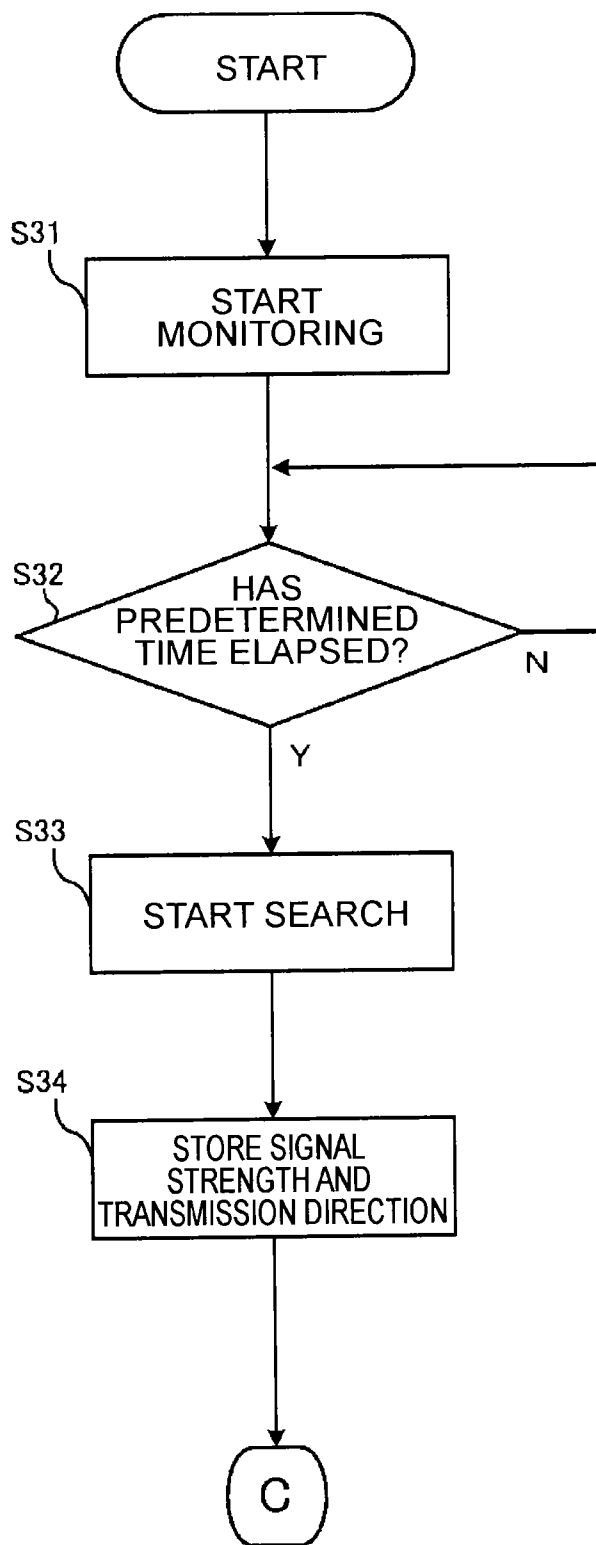 START
S31
START
MONITORING
S32
HAS
PREDETERMINED
TIME ELAPSED?
N
Y
S33
START SEARCH
S34
STORE SIGNAL
STRENGTH AND
TRANSMISSION DIRECTION
C